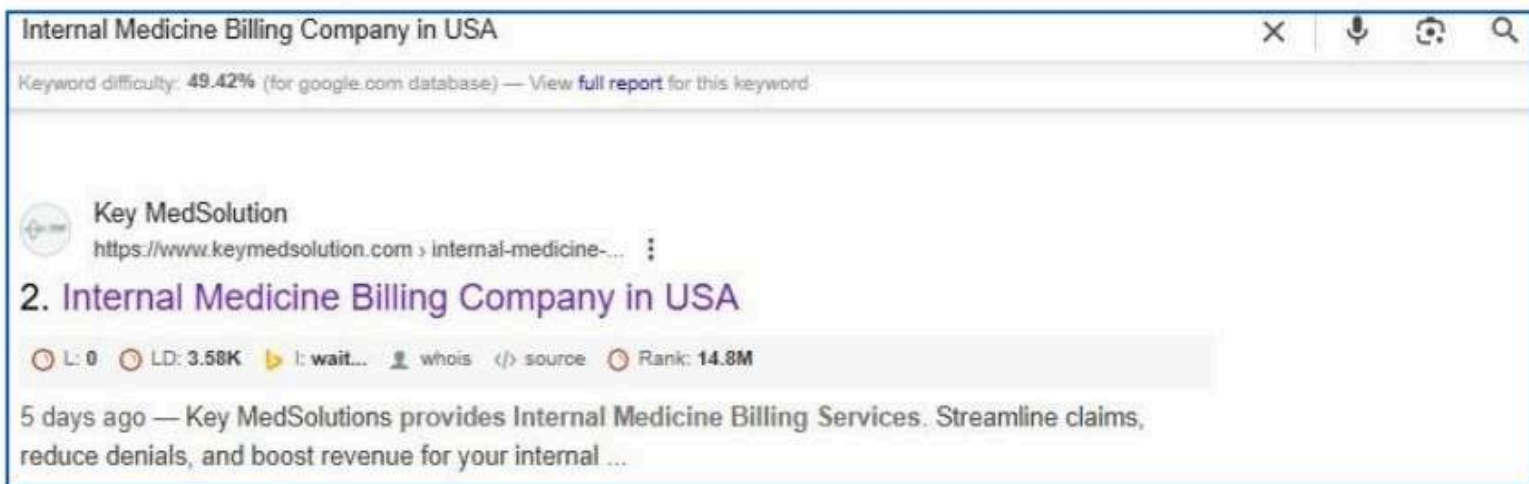 Internal Medicine Billing Company in USA
Keyword difficulty: 49.42% (for google.com database) — View full report for this keyword
Key MedSolution
https://www.keymedsolution.com › internal-medicine-...
2. Internal Medicine Billing Company in USA
L: 0 LD: 3.58K I: wait... whois </> source Rank: 14.8M
5 days ago — Key MedSolutions provides Internal Medicine Billing Services. Streamline claims,
reduce denials, and boost revenue for your internal ...